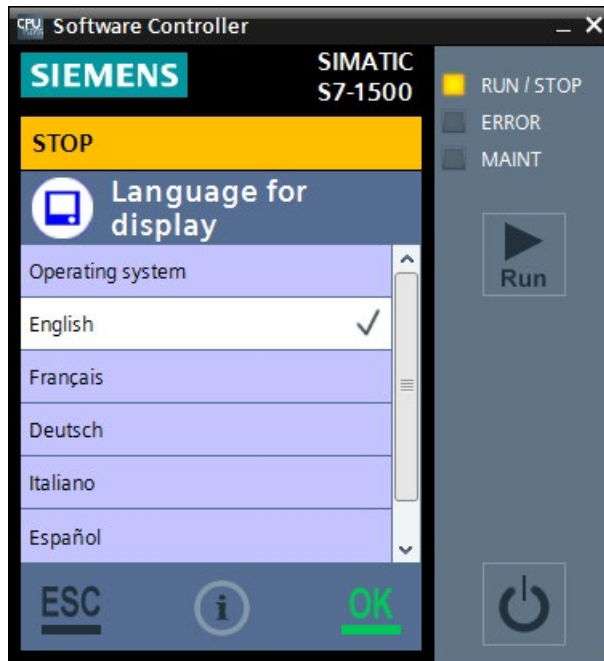 CPU Software Controller
SIEMENS
SIMATIC
S7-1500
STOP
Language for
display
Operating system
English
Français
Deutsch
Italiano
Español
ESC
i
OK
RUN / STOP
ERROR
MAINT
Run